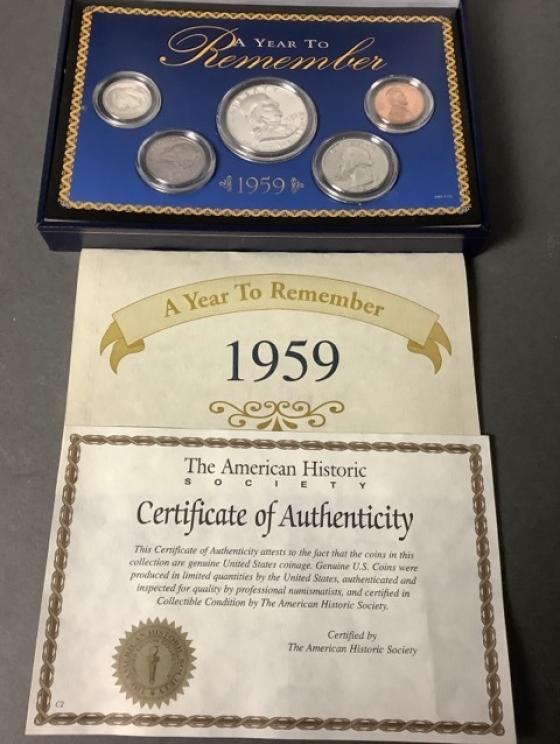 A YEAR TO
Remember
1959
A Year To Remember
1959
The American Historic
SOCIETY
Certificate of Authenticity
This Certificate of Authenticity attests to the fact that the coins in this
collection are genuine United States coinage. Genuine U.S. Coins were
produced in limited quantities by the United States, authenticated and
inspected for quality by professional numismatists, and certified in
Collectible Condition by The American Historic Society.
Certified by
The American Historic Society
C2